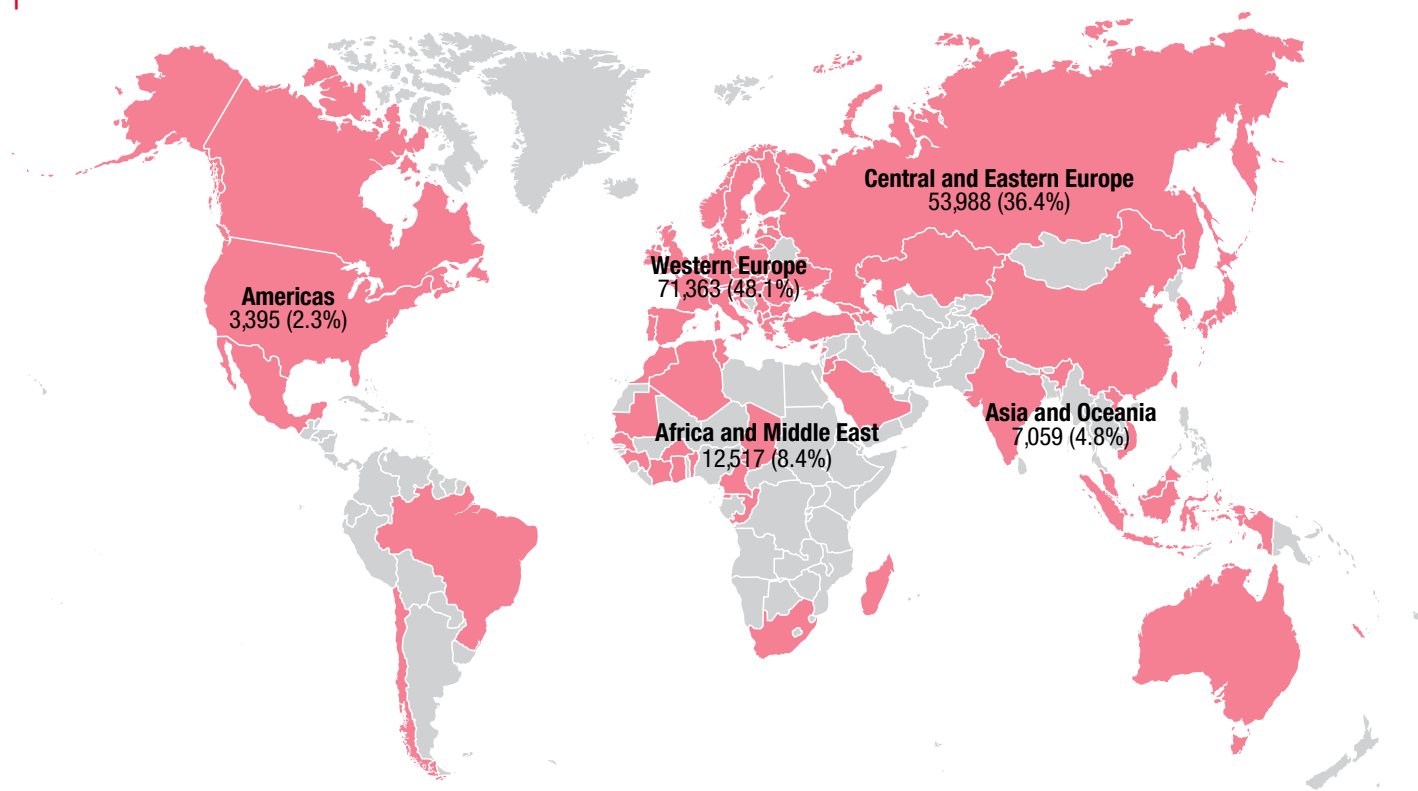 Central and Eastern Europe
53,988 (36.4%)
Western Europe
71,363 (48.1%)
Americas
3,395 (2.3%)
Asia and Oceania
7,059 (4.8%)
Africa and Middle East
12,517 (8.4%)